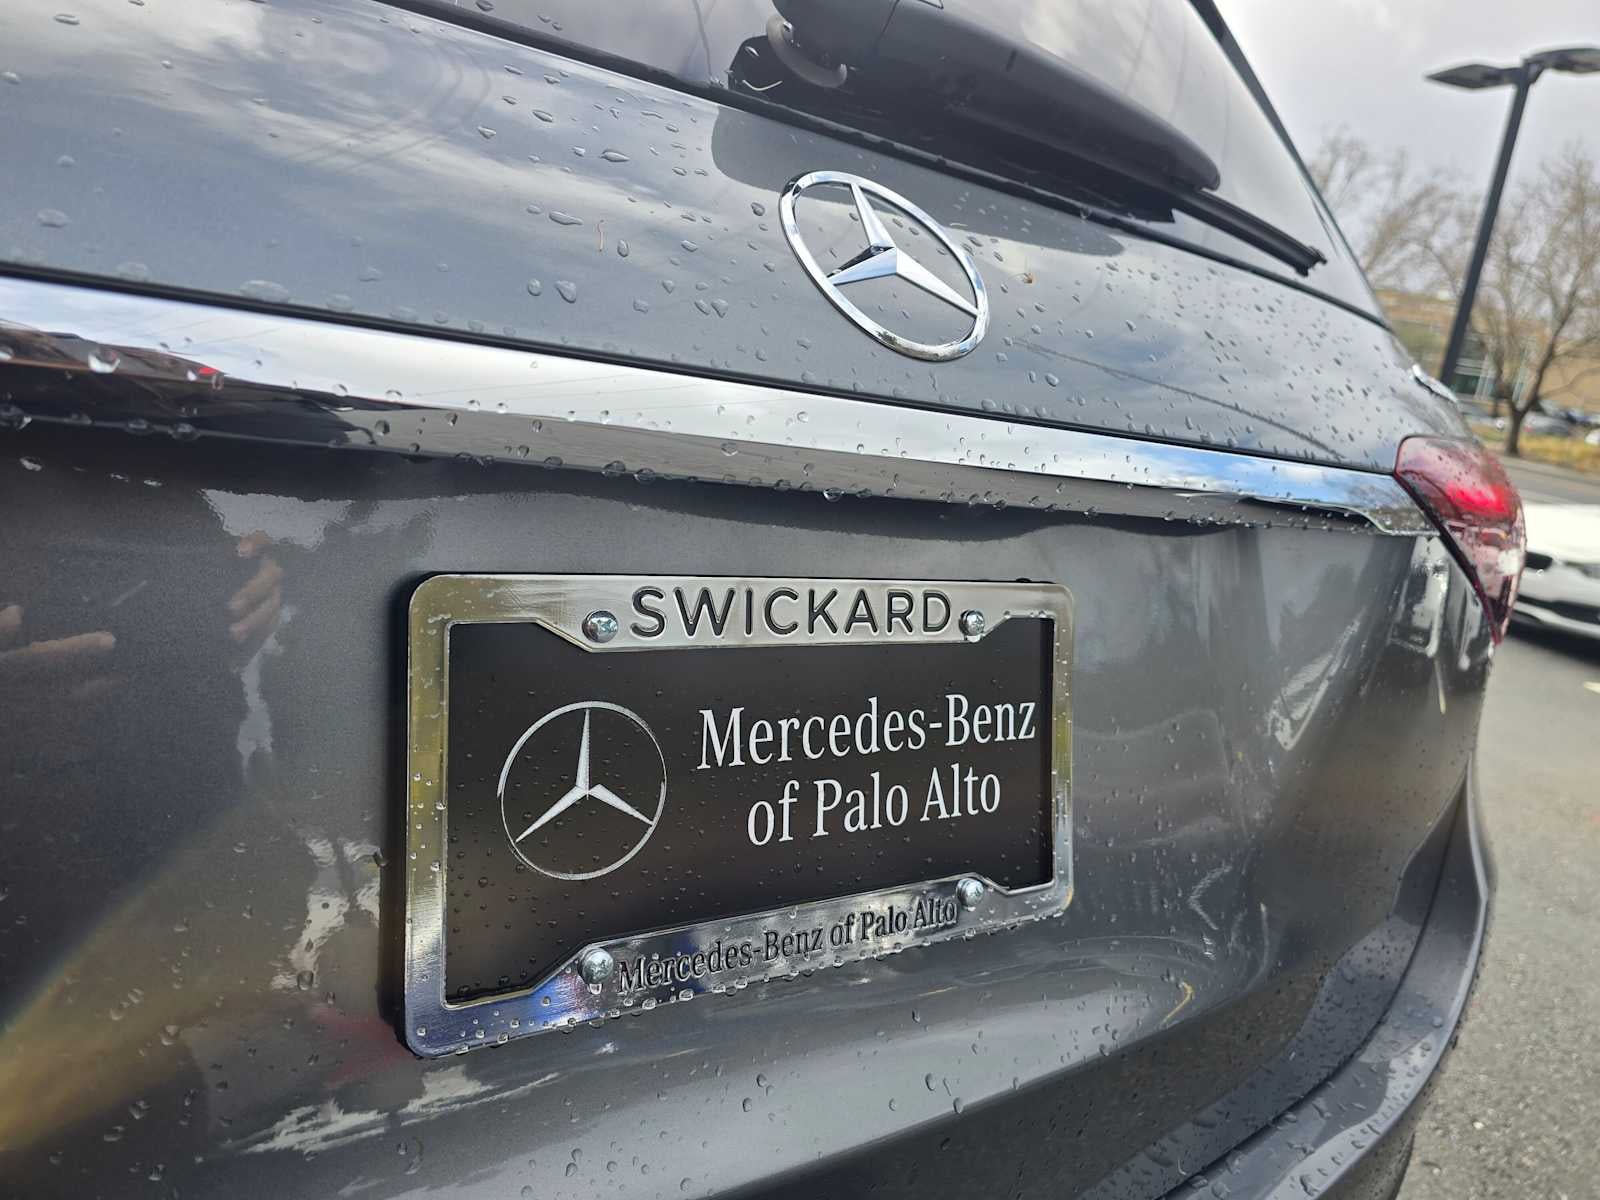 SWICKARD
Mercedes-Benz
of Palo Alto
Mercedes-Benz of Palo Alto